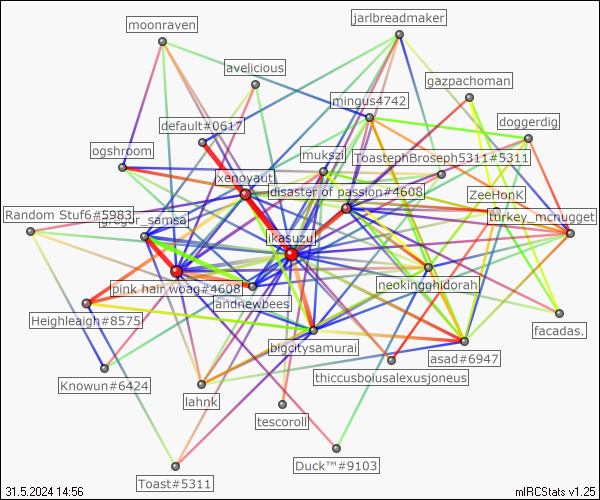 moonraven
jarlbreadmaker
avelicious
gazpachoman
mingus4742
default#0617
doggerdig
ogshroom
mukszi
ToastephBroseph5311#5311
xenoyaut
disaster of passion#4608
ZeeHonK
Random Stuf6#5983
gregor_samsa
turkey_mcnugget
ikasuzu
pink hair woag#4608
neokingghidorah
landnewbees
Heighleaigh#8575
facadas.
bigcitysamurai
asad#6947
thiccusboiusalexusjoneus
Knowun#6424
lahnk
tescoroll
Duck™#9103
Toast#5311
31.5.2024 14:56
mIRCStats v1.25